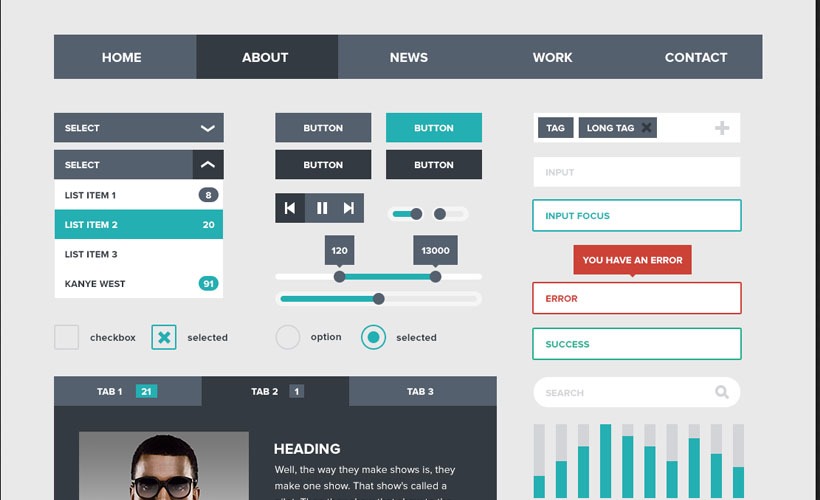 HOME ABOUT NEWS WORK CONTACT
SELECT
SELECT
LIST ITEM 1 8
LIST ITEM 2 20
LIST ITEM 3
KANYE WEST 91
checkbox selected
BUTTON BUTTON
BUTTON BUTTON
120 13000
option selected
TAG LONG TAG
INPUT
INPUT FOCUS
YOU HAVE AN ERROR
ERROR
SUCCESS
SEARCH
TAB 1 21 TAB 2 1 TAB 3
HEADING
Well, the way they make shows is, they
make one show. That show's called a